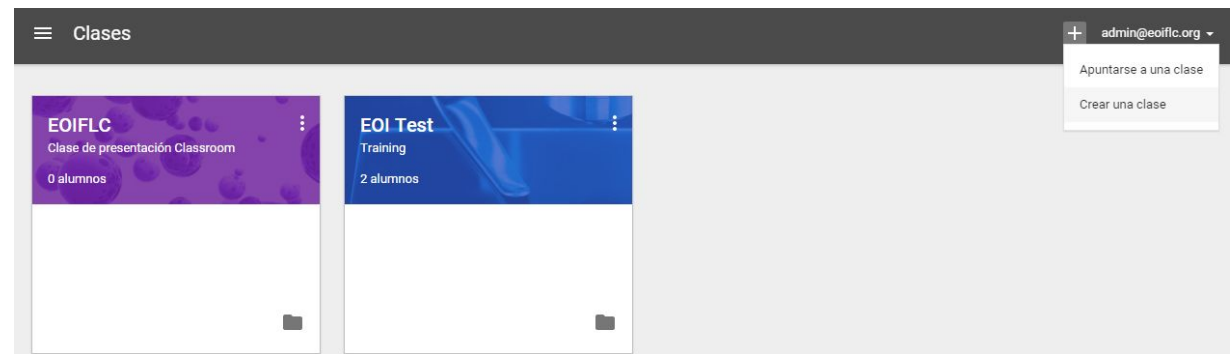 Clases
admin@eoiflc.org
Apuntarse a una clase
Crear una clase
EOIFLC
Clase de presentación Classroom
0 alumnos
EOI Test
Training
2 alumnos